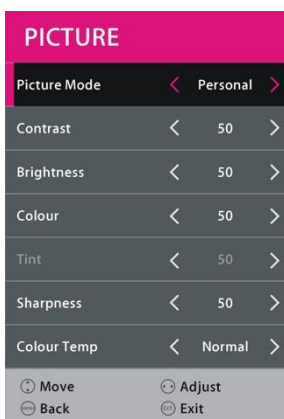 PICTURE
Picture Mode < Personal >
Contrast < 50 >
Brightness < 50 >
Colour < 50 >
Tint < 50 >
Sharpness < 50 >
Colour Temp < Normal >
Move Adjust
Back Exit